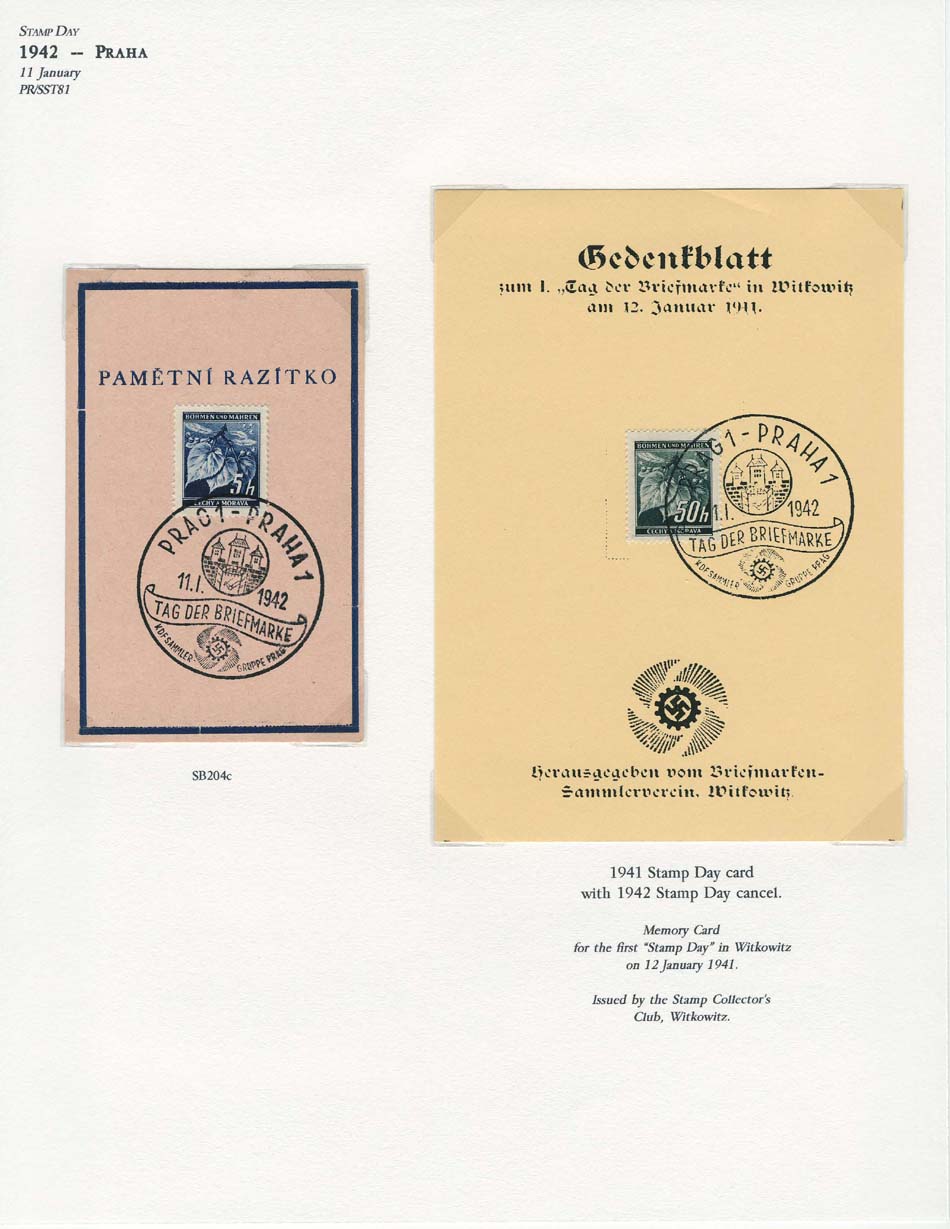 STAMP DAY
1942 -- PRAHA
11 January
PR/SST81
PAMĚTNÍ RAZÍTKO
BÖHMEN UND MÄHREN
5h
ČECHY A MORAVA
PRAG 1 - PRAHA 1
11.I. 1942
TAG DER BRIEFMARKE
KDF SAMMLER GRUPPE PRAG
SB204c
Gedenkblatt
zum 1. „Tag der Briefmarke“ in Witkowitz
am 12. Januar 1941.
BÖHMEN UND MÄHREN
50h
ČECHY A MORAVA
G 1 - PRAHA 1
1.I. 1942
TAG DER BRIEFMARKE
KDF SAMMLER GRUPPE PRAG
Herausgegeben vom Briefmarken-
Sammlerverein, Witkowitz.
1941 Stamp Day card
with 1942 Stamp Day cancel.
Memory Card
for the first "Stamp Day" in Witkowitz
on 12 January 1941.
Issued by the Stamp Collector's
Club, Witkowitz.